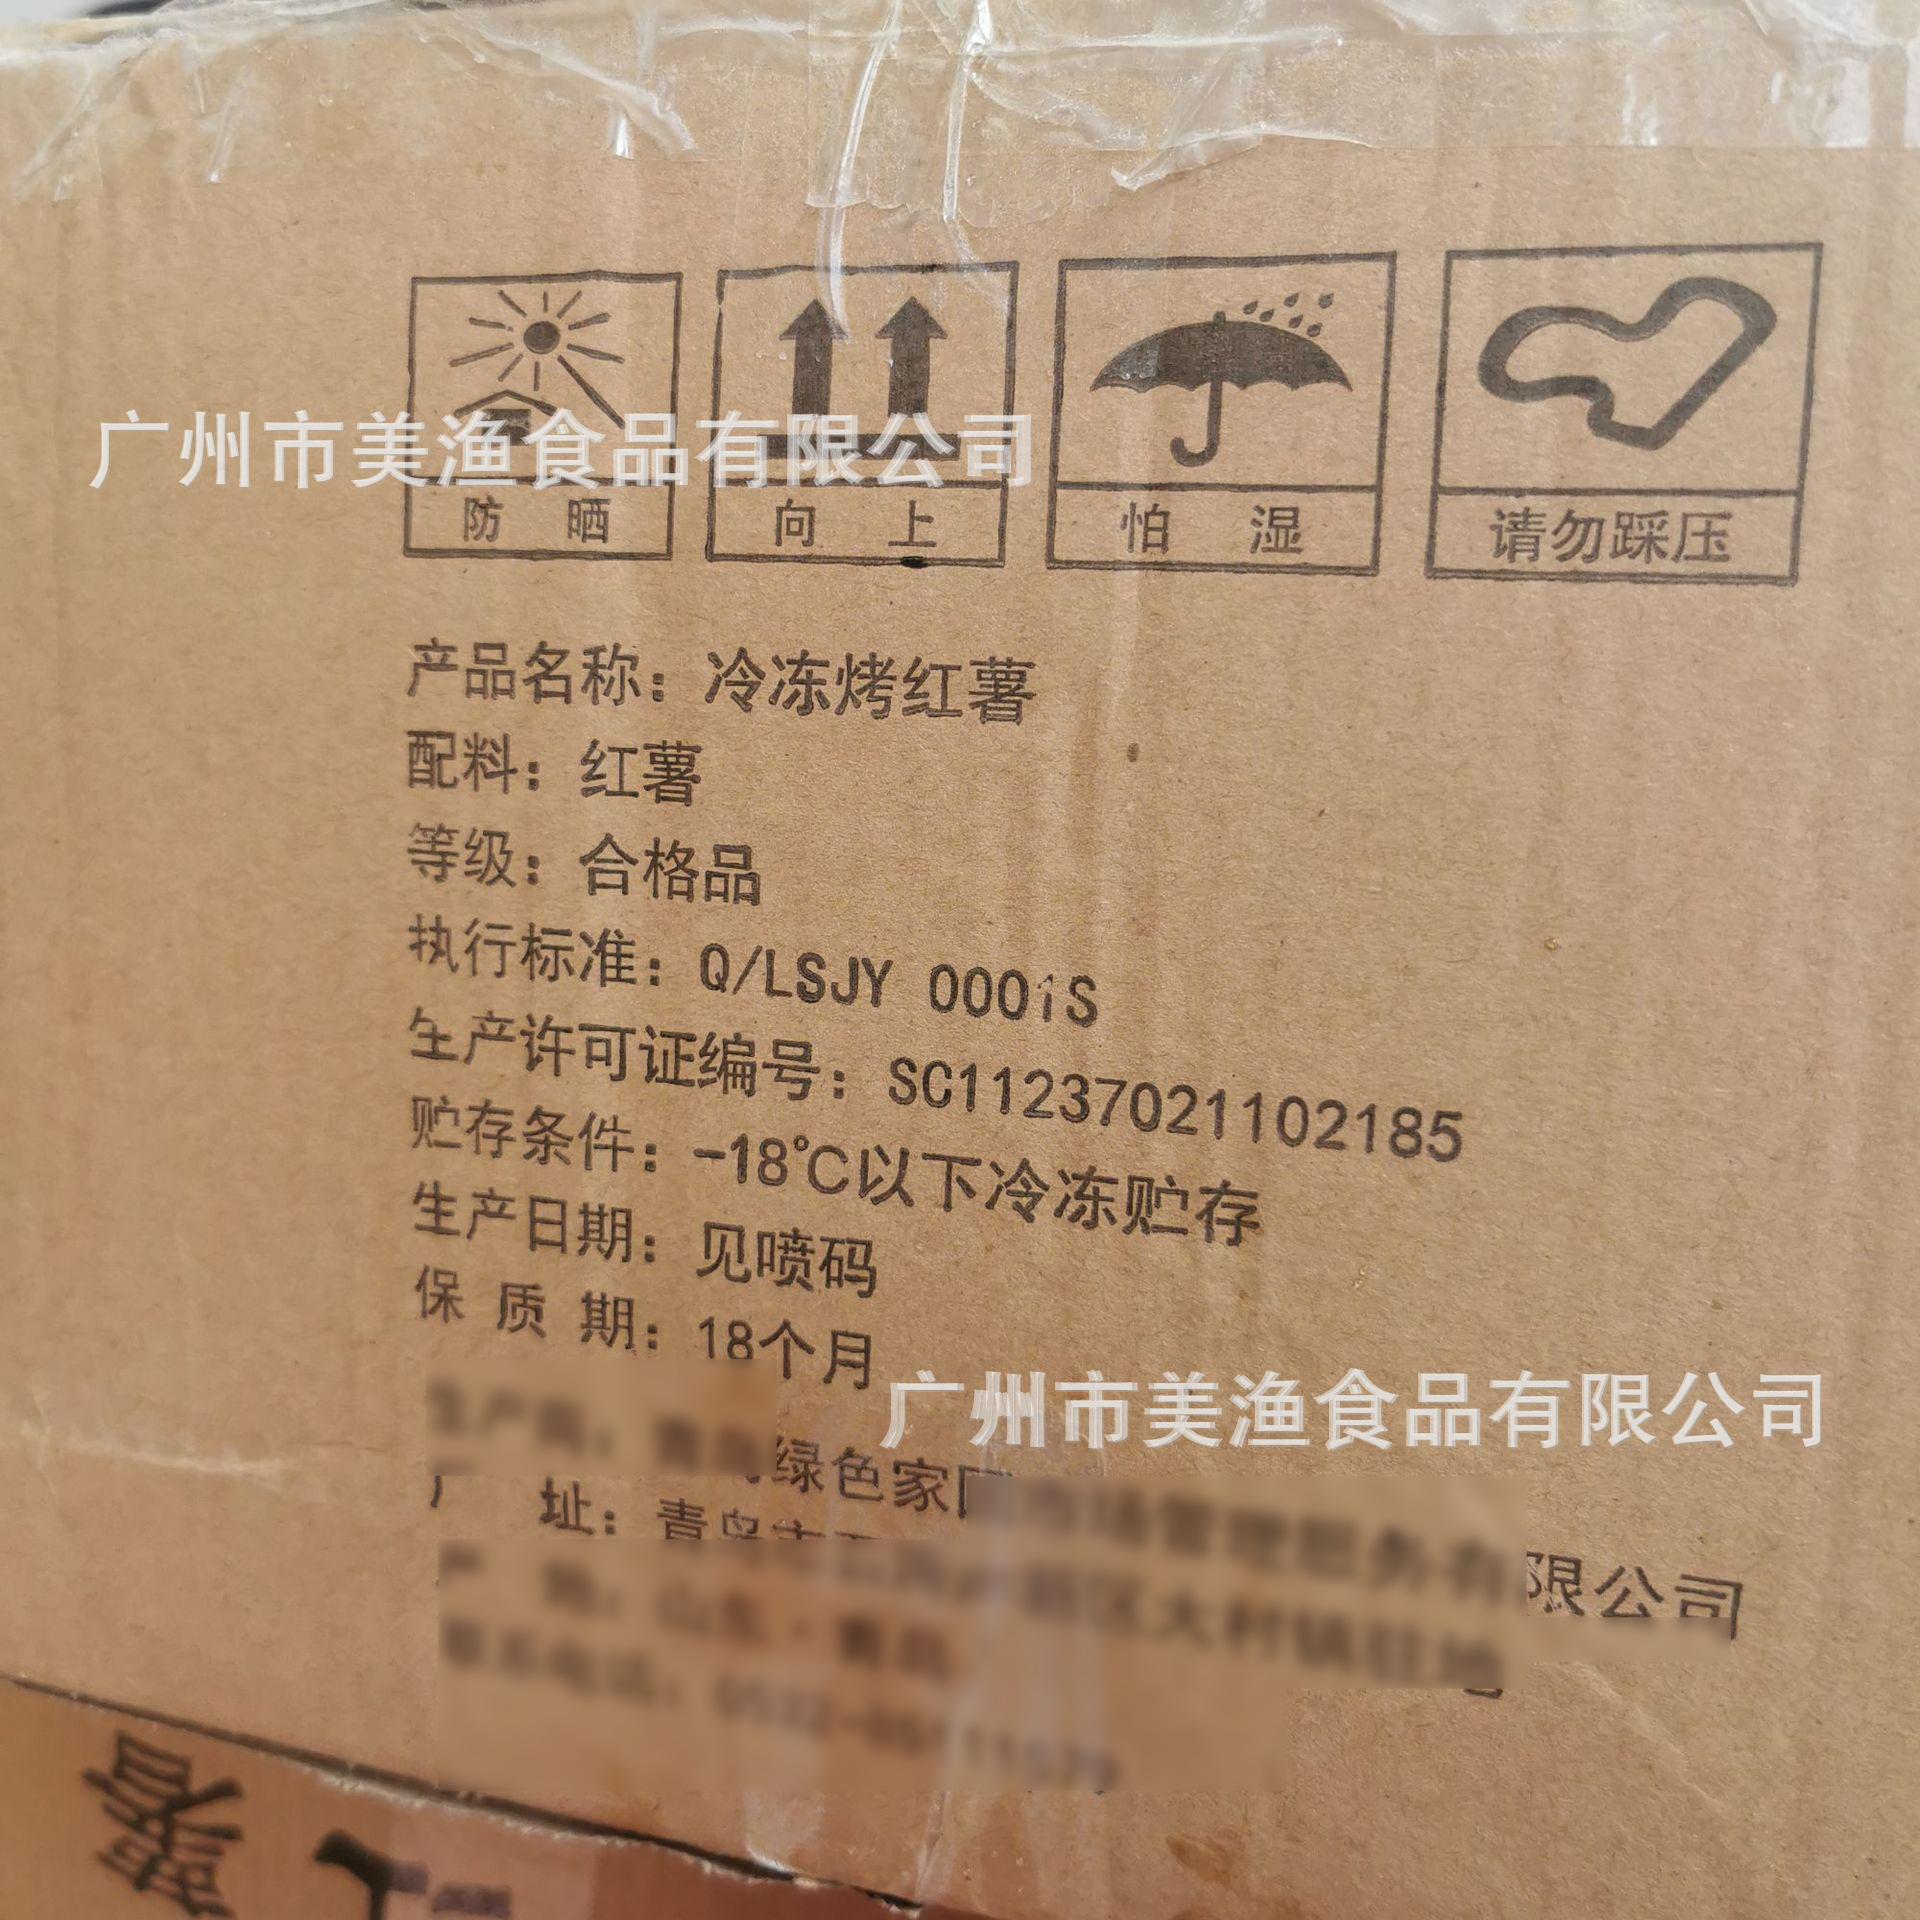 广州市美渔食品有限公司
防晒 向上 怕湿 请勿踩压
产品名称：冷冻烤红薯
配料：红薯
等级：合格品
执行标准：Q/LSJY 0001S
生产许可证编号：SC11237021102185
贮存条件：-18℃以下冷冻贮存
生产日期：见喷码
保质期：18个月
广州市美渔食品有限公司
绿色家 限公司
址：青岛